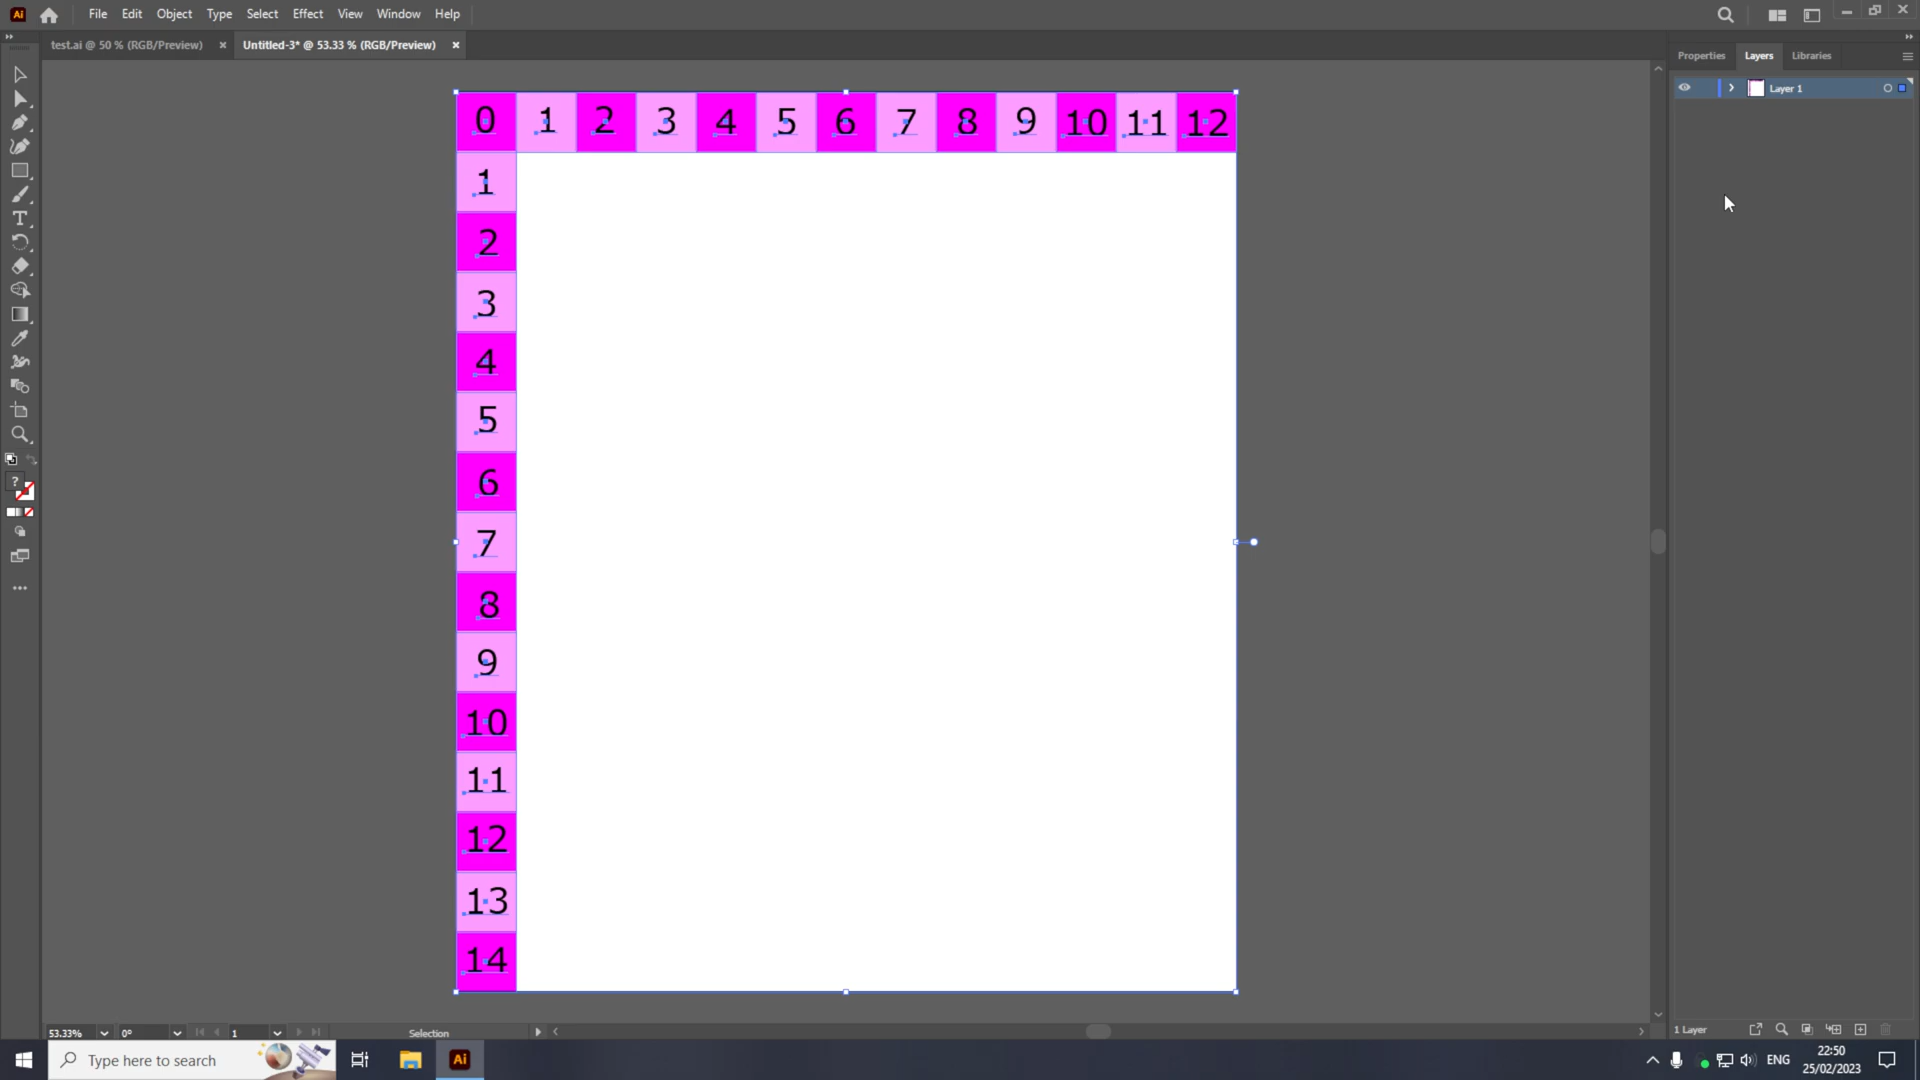 Ai File Edit Object Type Select Effect View Window Help
test.ai @ 50 % (RGB/Preview) × Untitled-3* @ 53.33 % (RGB/Preview) ×
Properties Layers Libraries
Layer 1
0 1 2 3 4 5 6 7 8 9 10 11 12
1
2
3
4
5
6
7
8
9
10
11
12
13
14
T
?
53.33% 0° 1 Selection
1 Layer
Type here to search
Ai
ENG
22:50
25/02/2023